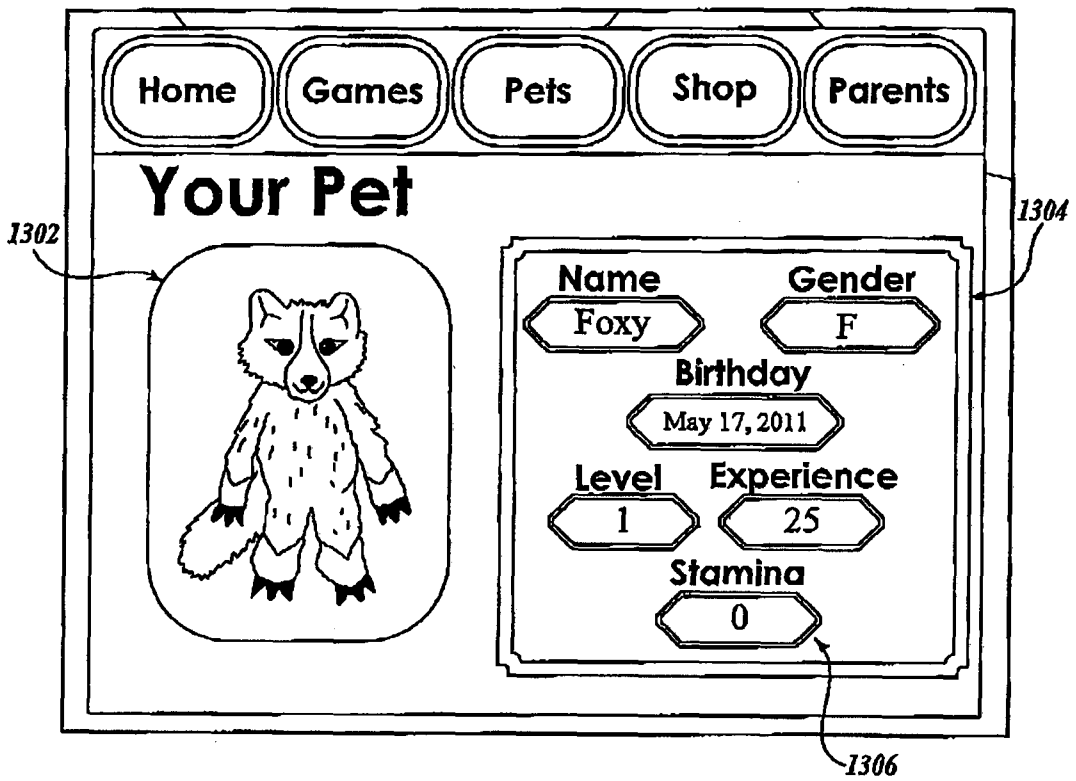 Home Games Pets Shop Parents
Your Pet
1302
1304
Name Gender
Foxy F
Birthday
May 17, 2011
Level Experience
1 25
Stamina
0
1306